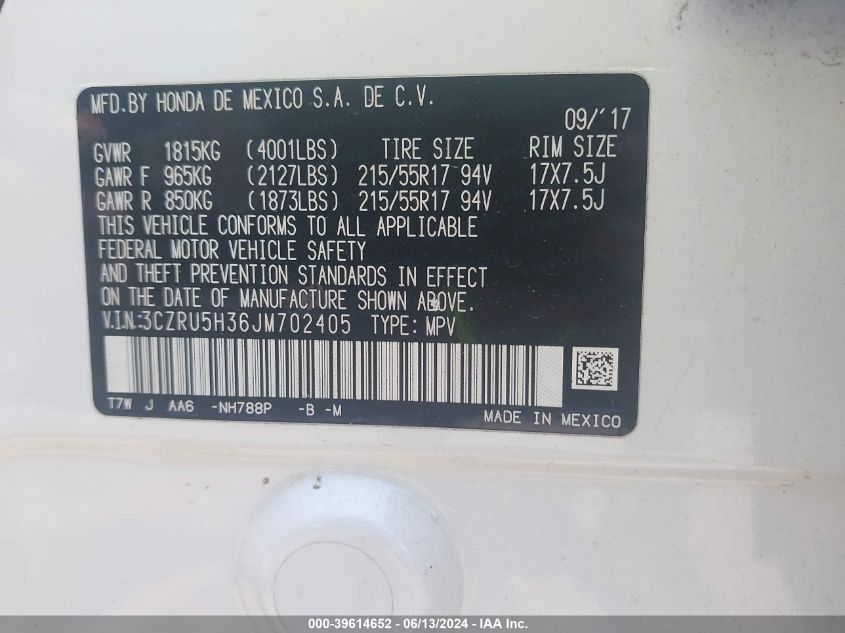 MFD.BY HONDA DE MEXICO S.A. DE C.V.
09/'17
GVWR 1815KG (4001LBS) TIRE SIZE RIM SIZE
GAWR F 965KG (2127LBS) 215/55R17 94V 17X7.5J
GAWR R 850KG (1873LBS) 215/55R17 94V 17X7.5J
THIS VEHICLE CONFORMS TO ALL APPLICABLE
FEDERAL MOTOR VEHICLE SAFETY
AND THEFT PREVENTION STANDARDS IN EFFECT
ON THE DATE OF MANUFACTURE SHOWN ABOVE.
V.I.N:3CZRU5H36JM702405 TYPE: MPV
T7W J AA6 -NH788P -B -M
MADE IN MEXICO
000-39614652 - 06/13/2024 - IAA Inc.